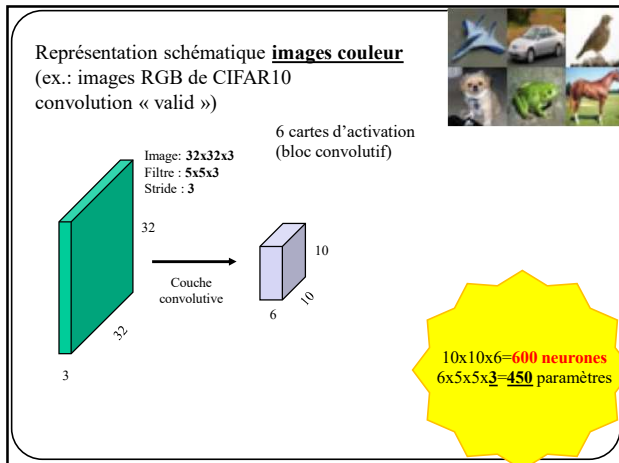 Représentation schématique images couleur
(ex.: images RGB de CIFAR10
convolution « valid »)
6 cartes d'activation
(bloc convolutif)
Image: 32x32x3
Filtre : 5x5x3
Stride : 3
32
32
3
Couche
convolutive
10
10
6
10x10x6=600 neurones
6x5x5x3=450 paramètres